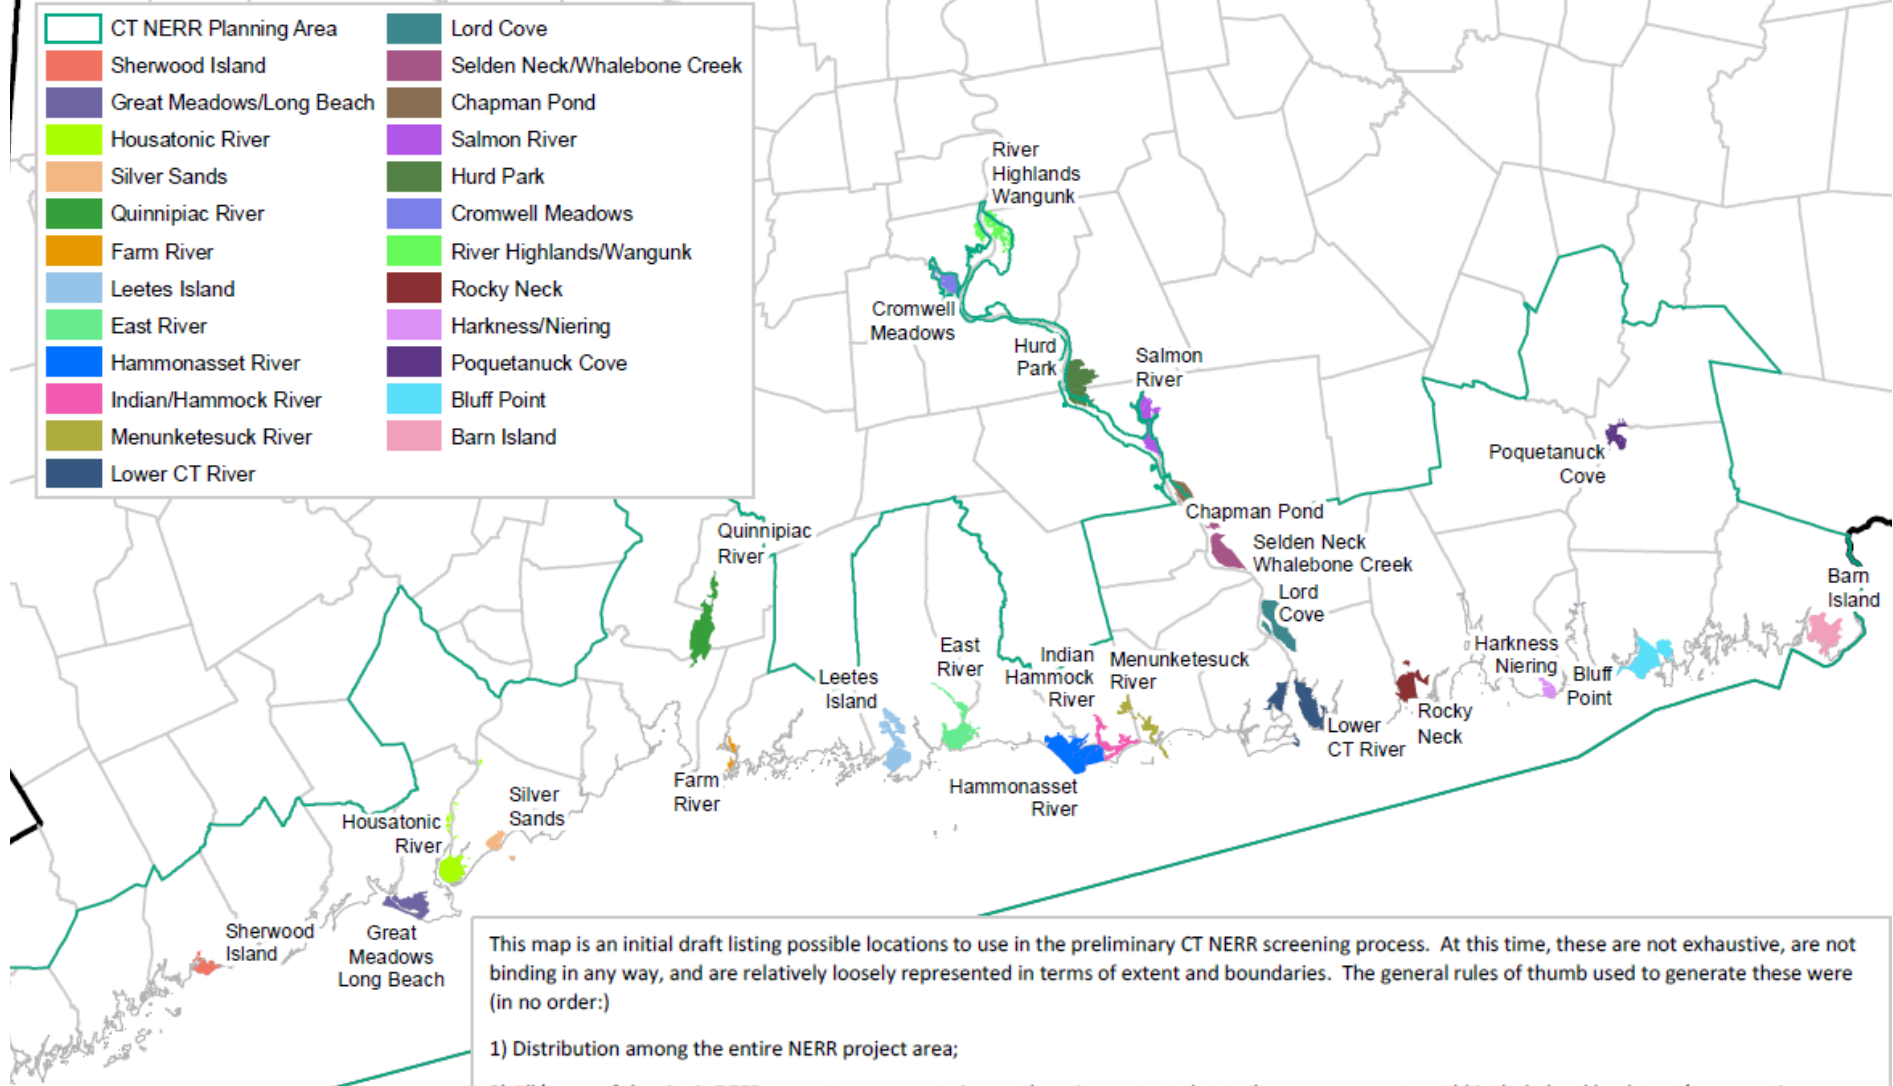 CT NERR Planning Area
Sherwood Island
Great Meadows/Long Beach
Housatonic River
Silver Sands
Quinnipiac River
Farm River
Leetes Island
East River
Hammonasset River
Indian/Hammock River
Menunketesuck River
Lower CT River
Lord Cove
Selden Neck/Whalebone Creek
Chapman Pond
Salmon River
Hurd Park
Cromwell Meadows
River Highlands/Wangunk
Rocky Neck
Harkness/Niering
Poquetanuck Cove
Bluff Point
Barn Island
River
Highlands
Wangunk
Cromwell
Meadows
Hurd
Park
Salmon
River
Poquetanuck
Cove
Chapman Pond
Quinnipiac
River
Selden Neck
Whalebone Creek
Lord
Cove
Barn
Island
East
River
Indian
Hammock
River
Menunketesuck
River
Harkness
Niering
Bluff
Point
Leetes
Island
Rocky
Neck
Lower
CT River
Farm
River
Hammonasset
River
Silver
Sands
Housatonic
River
Sherwood
Island
Great
Meadows
Long Beach
This map is an initial draft listing possible locations to use in the preliminary CT NERR screening process.  At this time, these are not exhaustive, are not
binding in any way, and are relatively loosely represented in terms of extent and boundaries.  The general rules of thumb used to generate these were
(in no order:)
1) Distribution among the entire NERR project area;